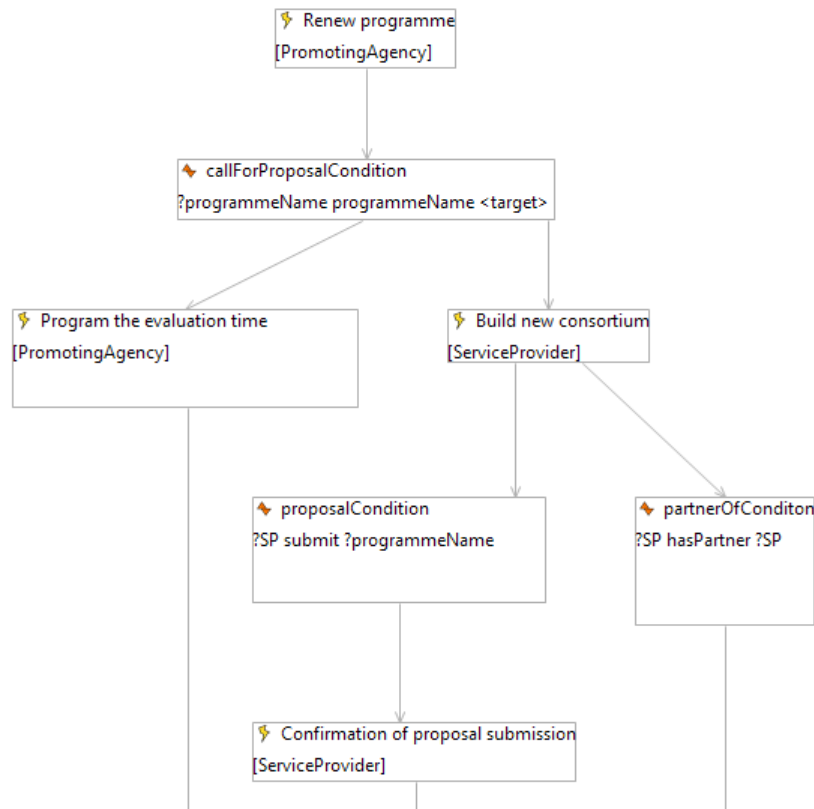 Renew programme
[PromotingAgency]
callForProposalCondition
?programmeName programmeName <target>
Program the evaluation time
[PromotingAgency]
Build new consortium
[ServiceProvider]
proposalCondition
?SP submit ?programmeName
partnerOfConditon
?SP hasPartner ?SP
Confirmation of proposal submission
[ServiceProvider]